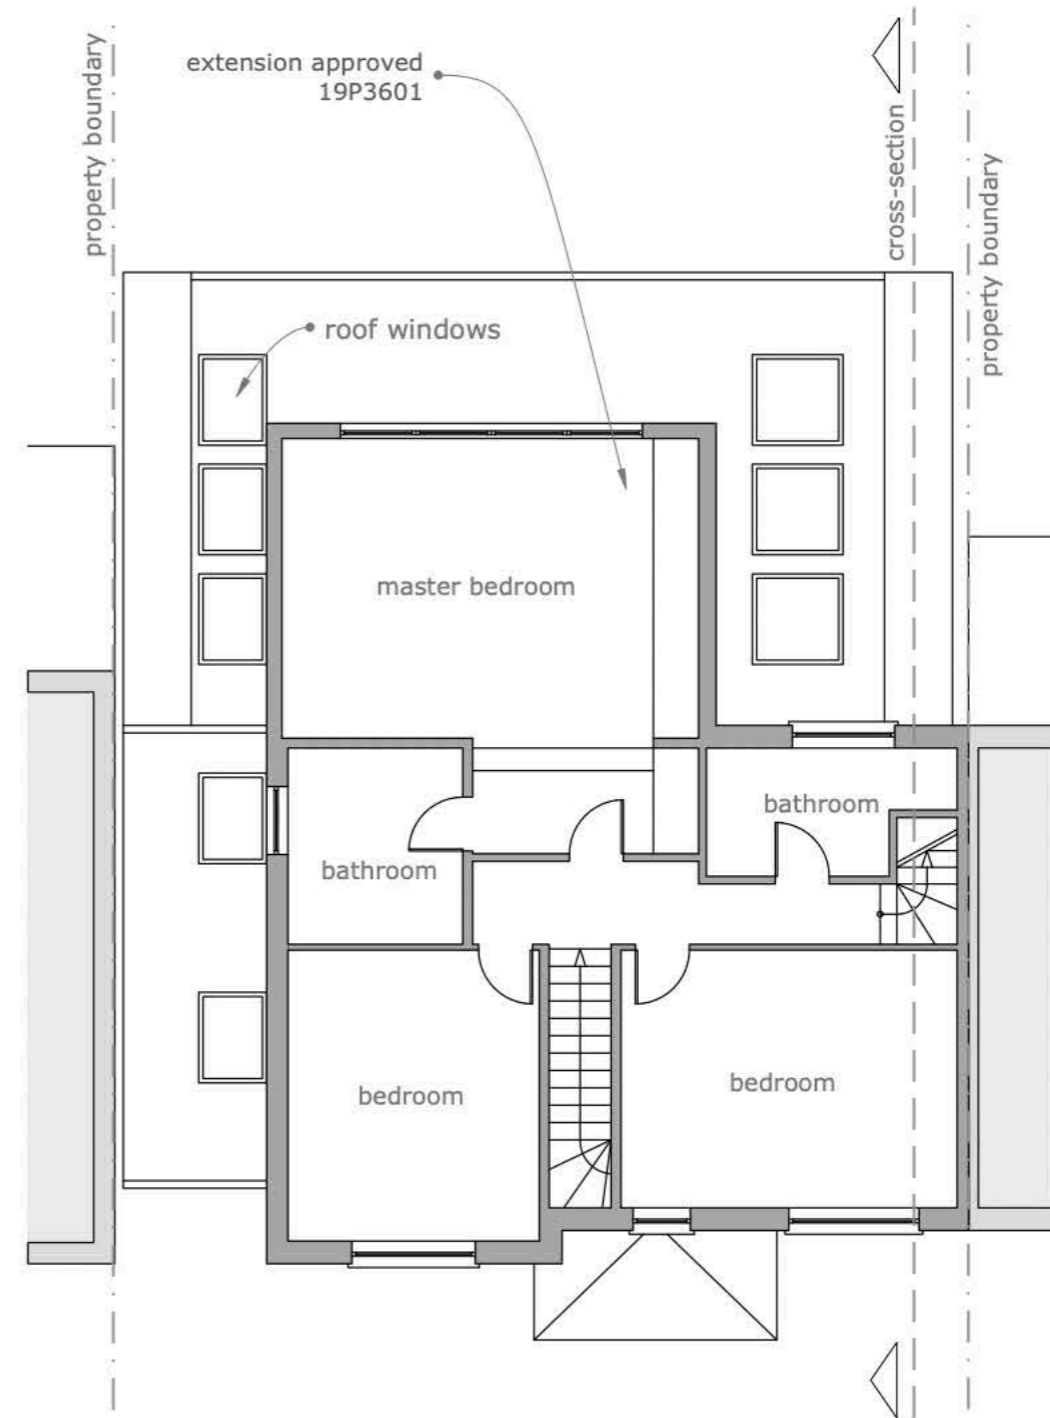 property boundary
extension approved
19P3601
cross-section
property boundary
roof windows
master bedroom
bathroom
bathroom
bedroom
bedroom